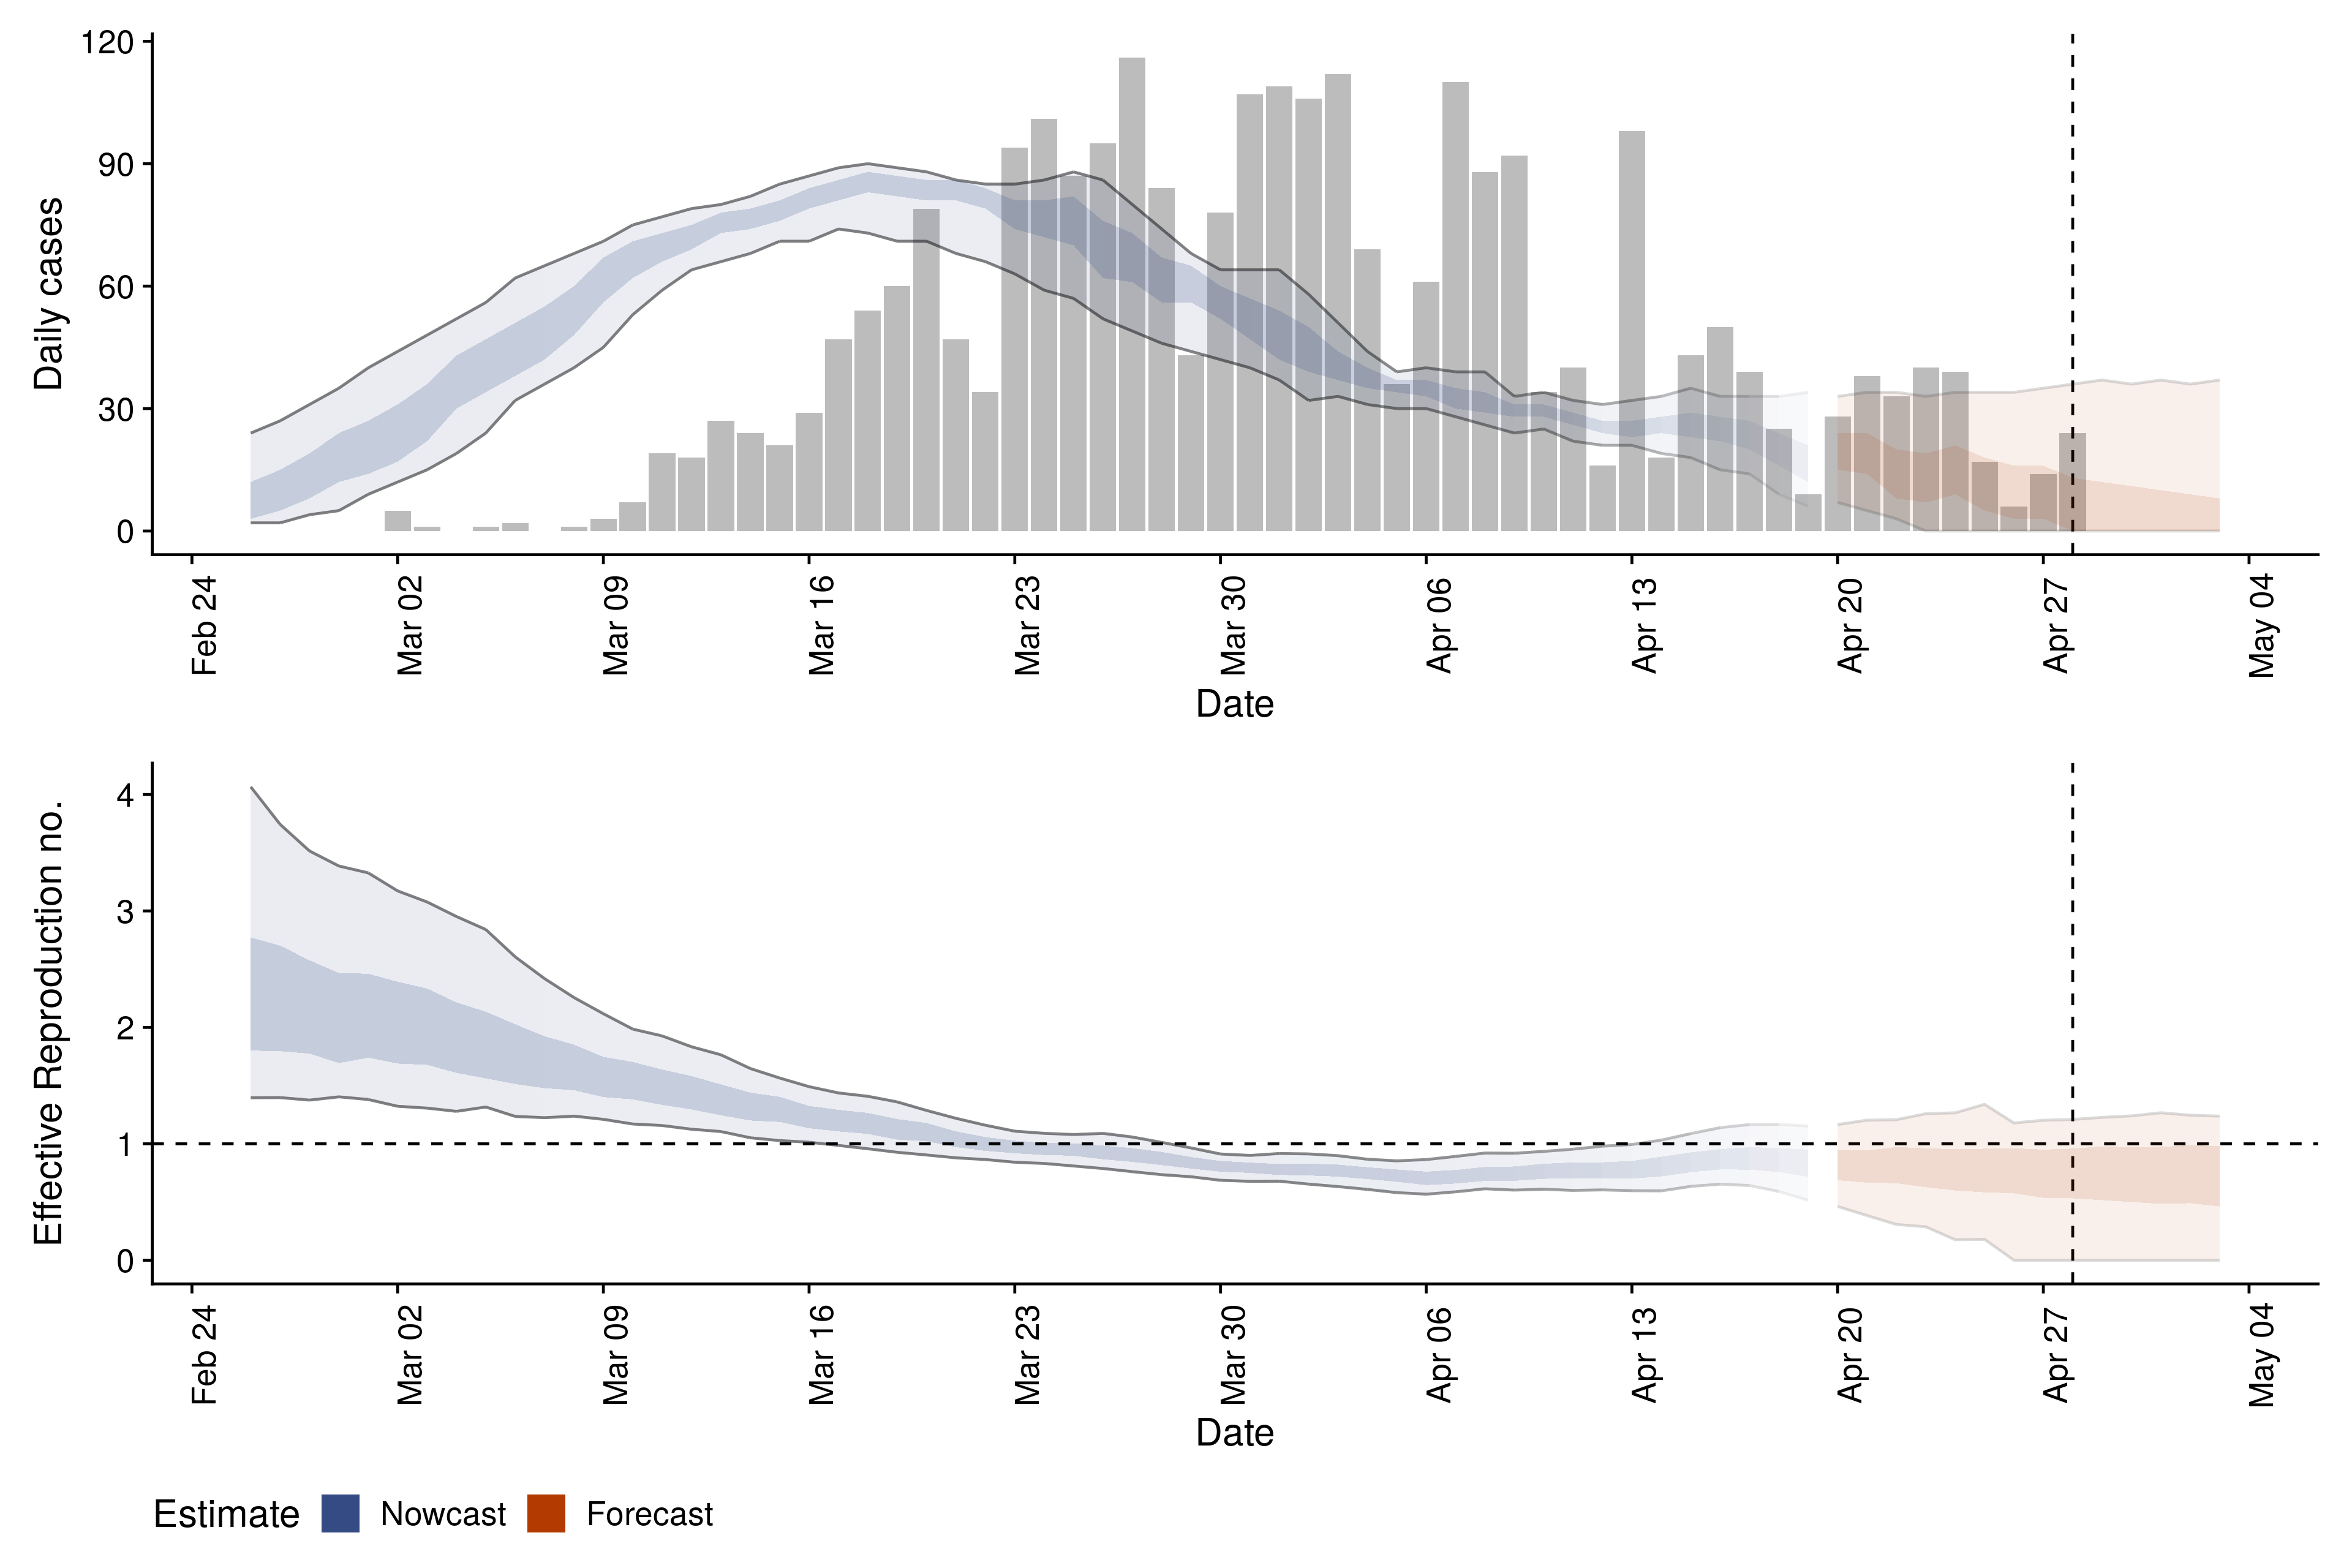 120
90
60
30
0
Daily cases
Feb 24
Mar 02
Mar 09
Mar 16
Mar 23
Mar 30
Apr 06
Apr 13
Apr 20
Apr 27
May 04
Date
4
3
2
1
0
Effective Reproduction no.
Feb 24
Mar 02
Mar 09
Mar 16
Mar 23
Mar 30
Apr 06
Apr 13
Apr 20
Apr 27
May 04
Date
Estimate Nowcast Forecast